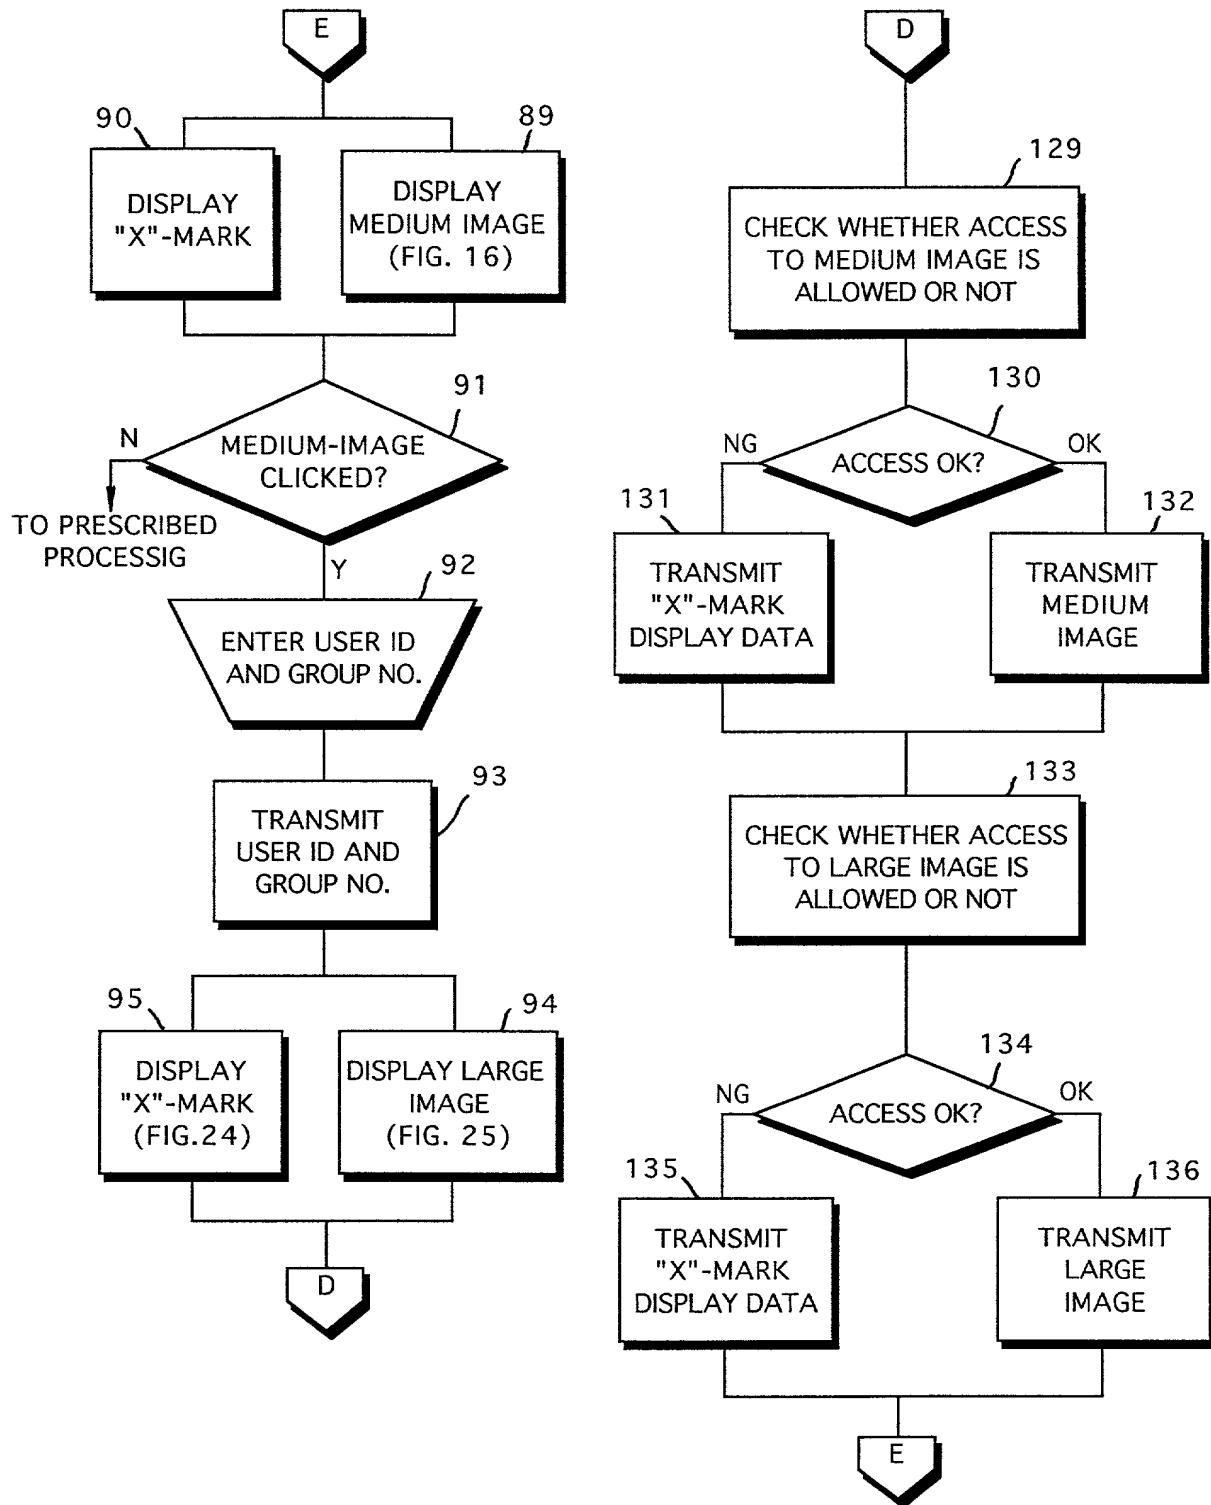 E
90
89
DISPLAY
"X"-MARK
DISPLAY
MEDIUM IMAGE
(FIG. 16)
91
N
MEDIUM-IMAGE
CLICKED?
TO PRESCRIBED
PROCESSIG
Y
92
ENTER USER ID
AND GROUP NO.
93
TRANSMIT
USER ID AND
GROUP NO.
95
94
DISPLAY
"X"-MARK
(FIG.24)
DISPLAY LARGE
IMAGE
(FIG. 25)
D
D
129
CHECK WHETHER ACCESS
TO MEDIUM IMAGE IS
ALLOWED OR NOT
130
NG
ACCESS OK?
OK
131
132
TRANSMIT
"X"-MARK
DISPLAY DATA
TRANSMIT
MEDIUM
IMAGE
133
CHECK WHETHER ACCESS
TO LARGE IMAGE IS
ALLOWED OR NOT
134
NG
ACCESS OK?
OK
135
136
TRANSMIT
"X"-MARK
DISPLAY DATA
TRANSMIT
LARGE
IMAGE
E